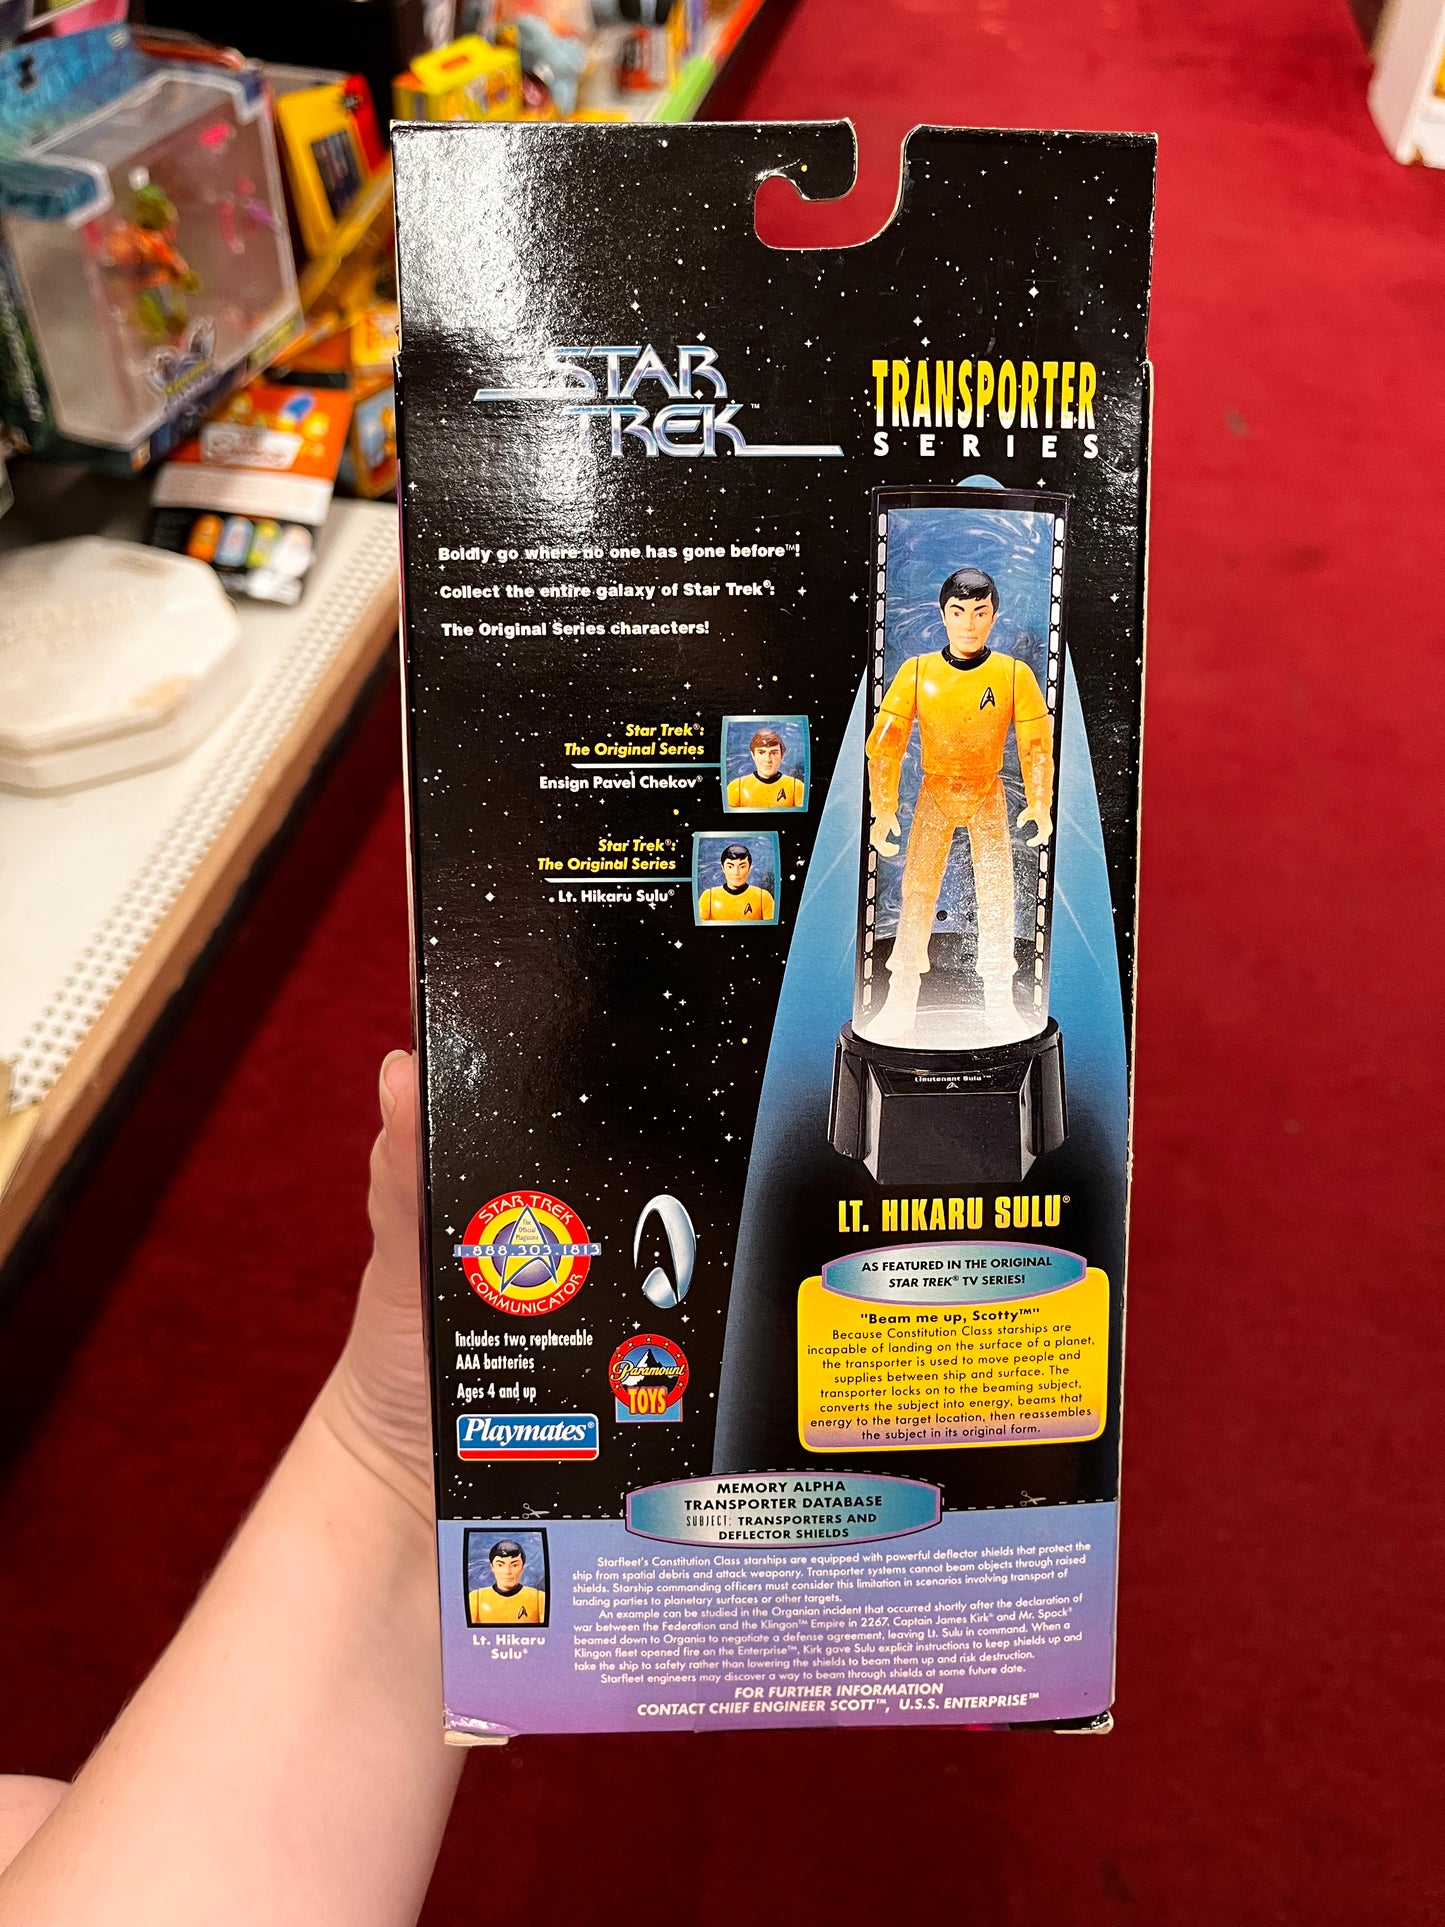 STAR
TREK™
TRANSPORTER
SERIES
Boldly go where no one has gone before™!
Collect the entire galaxy of Star Trek®:
The Original Series characters!
Star Trek®:
The Original Series
Ensign Pavel Chekov®
Star Trek®:
The Original Series
Lt. Hikaru Sulu®
Lieutenant Sulu™
LT. HIKARU SULU®
AS FEATURED IN THE ORIGINAL
STAR TREK® TV SERIES!
"Beam me up, Scotty™"
Because Constitution Class starships are
incapable of landing on the surface of a planet,
the transporter is used to move people and
supplies between ship and surface. The
transporter locks on to the beaming subject,
converts the subject into energy, beams that
energy to the target location, then reassembles
the subject in its original form.
STAR TREK
The
Official
Magazine
1.888.303.1813
COMMUNICATOR
Includes two replaceable
AAA batteries
Ages 4 and up
Playmates®
Paramount
TOYS
MEMORY ALPHA
TRANSPORTER DATABASE
SUBJECT: TRANSPORTERS AND
DEFLECTOR SHIELDS
Lt. Hikaru
Sulu®
Starfleet's Constitution Class starships are equipped with powerful deflector shields that protect the
ship from spatial debris and attack weaponry. Transporter systems cannot beam objects through raised
shields. Starship commanding officers must consider this limitation in scenarios involving transport of
landing parties to planetary surfaces or other targets.
An example can be studied in the Organian incident that occurred shortly after the declaration of
war between the Federation and the Klingon™ Empire in 2267. Captain James Kirk® and Mr. Spock®
beamed down to Organia to negotiate a defense agreement, leaving Lt. Sulu in command. When a
Klingon fleet opened fire on the Enterprise™, Kirk gave Sulu explicit instructions to keep shields up and
take the ship to safety rather than lowering the shields to beam them up and risk destruction.
Starfleet engineers may discover a way to beam through shields at some future date.
FOR FURTHER INFORMATION
CONTACT CHIEF ENGINEER SCOTT™, U.S.S. ENTERPRISE™